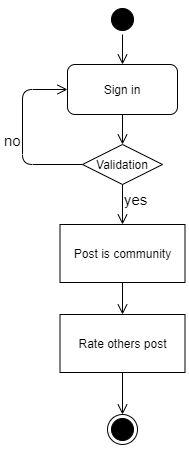 Sign in
Validation
no
yes
Post is community
Rate others post